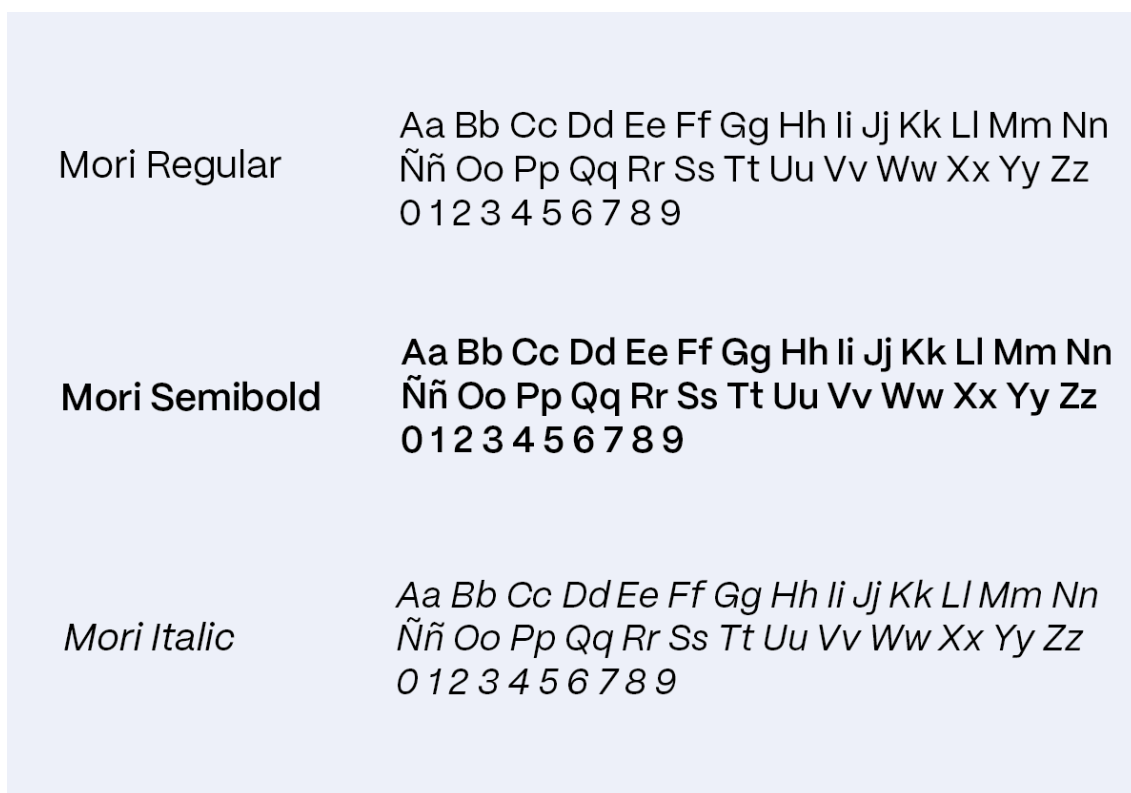 Mori Regular
Aa Bb Cc Dd Ee Ff Gg Hh Ii Jj Kk Ll Mm Nn
Ññ Oo Pp Qq Rr Ss Tt Uu Vv Ww Xx Yy Zz
0 1 2 3 4 5 6 7 8 9
Mori Semibold
Aa Bb Cc Dd Ee Ff Gg Hh Ii Jj Kk Ll Mm Nn
Ññ Oo Pp Qq Rr Ss Tt Uu Vv Ww Xx Yy Zz
0 1 2 3 4 5 6 7 8 9
Mori Italic
Aa Bb Cc Dd Ee Ff Gg Hh Ii Jj Kk Ll Mm Nn
Ññ Oo Pp Qq Rr Ss Tt Uu Vv Ww Xx Yy Zz
0 1 2 3 4 5 6 7 8 9